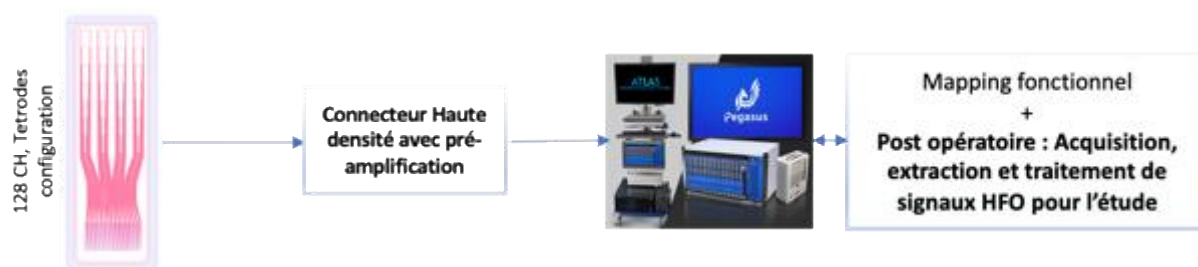 128 CH, Tetrodes
configuration
Connecteur Haute
densité avec pré-
amplification
ATLAS
Pegasus
Mapping fonctionnel
+
Post opératoire : Acquisition,
extraction et traitement de
signaux HFO pour l’étude